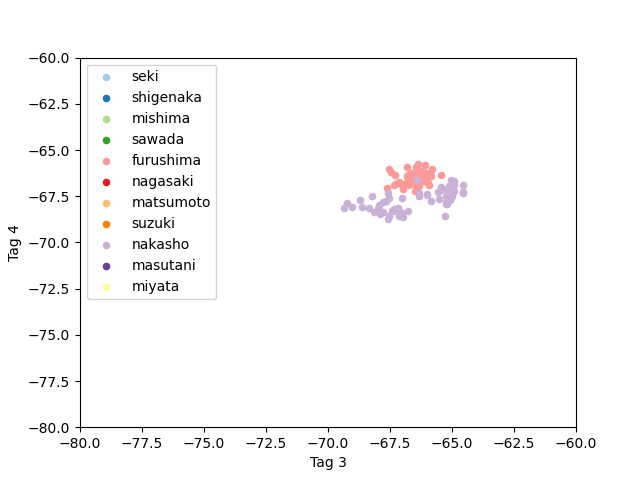 −60.0
−62.5
−65.0
−67.5
−70.0
−72.5
−75.0
−77.5
−80.0
Tag 4
seki
shigenaka
mishima
sawada
furushima
nagasaki
matsumoto
suzuki
nakasho
masutani
miyata
−80.0 −77.5 −75.0 −72.5 −70.0 −67.5 −65.0 −62.5 −60.0
Tag 3